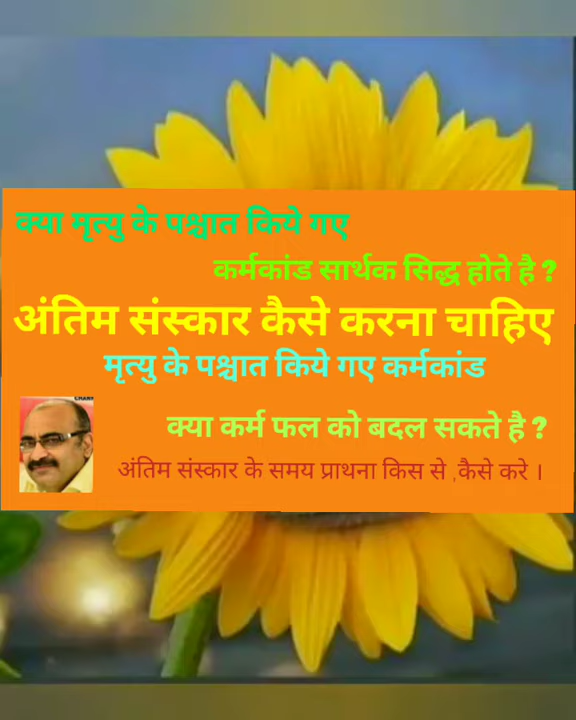 क्या मृत्यु के पश्चात किये गए
कर्मकांड सार्थक सिद्ध होते है ?
अंतिम संस्कार कैसे करना चाहिए
मृत्यु के पश्चात किये गए कर्मकांड
क्या कर्म फल को बदल सकते है ?
अंतिम संस्कार के समय प्राथना किस से ,कैसे करे ।